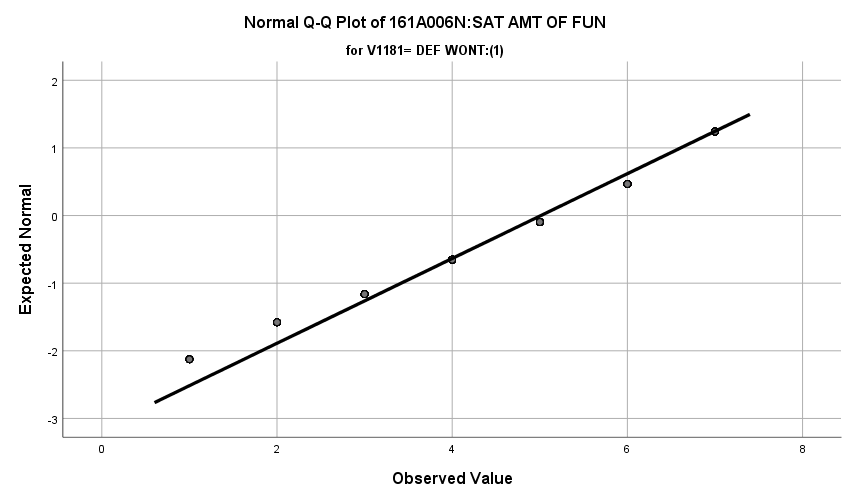 Normal Q-Q Plot of 161A006N:SAT AMT OF FUN
for V1181= DEF WONT:(1)
2
1
0
-1
-2
-3
Expected Normal
0 2 4 6 8
Observed Value